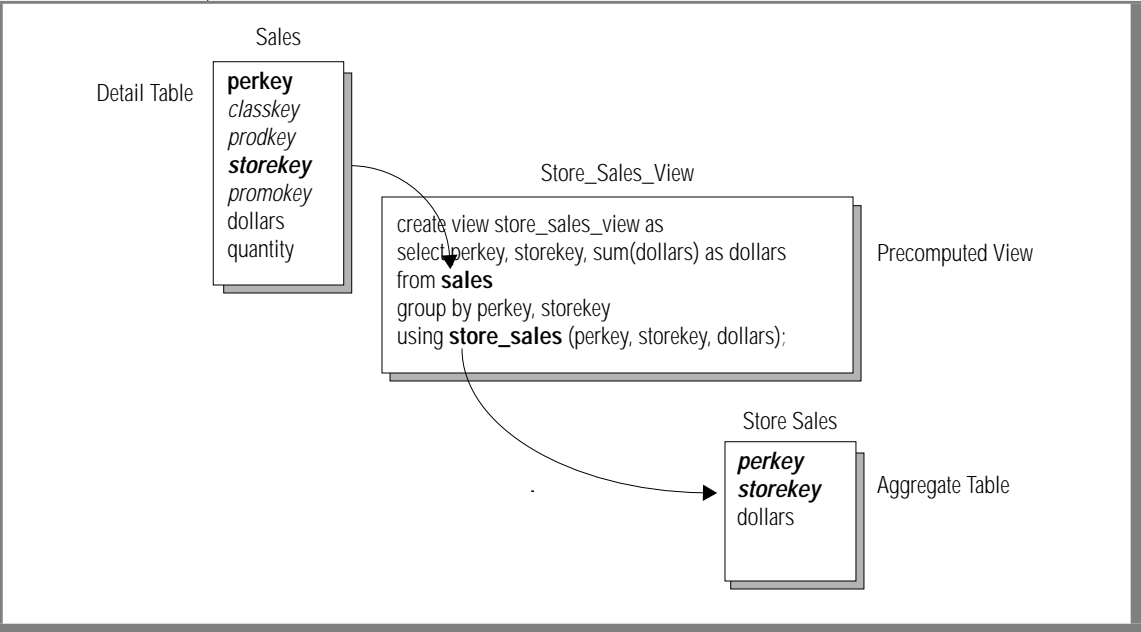 Sales
Detail Table
perkey
classkey
prodkey
storekey
promokey
dollars
quantity
Store_Sales_View
create view store_sales_view as
select perkey, storekey, sum(dollars) as dollars
from sales
group by perkey, storekey
using store_sales (perkey, storekey, dollars);
Precomputed View
Store Sales
perkey
storekey
dollars
Aggregate Table